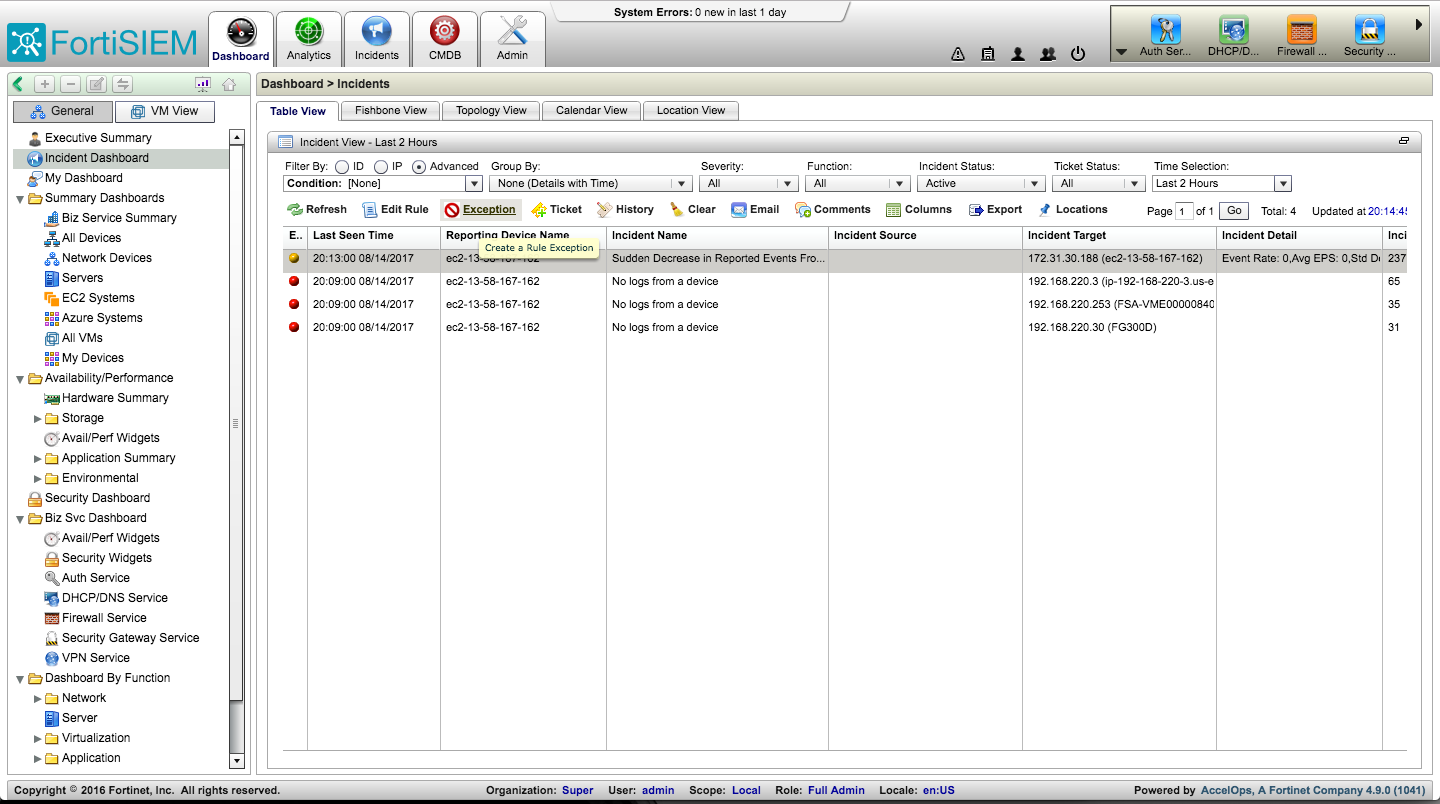 System Errors: 0 new in last 1 day
FortiSIEM
Dashboard
Analytics
Incidents
CMDB
Admin
Auth Ser...
DHCP/D...
Firewall ...
Security ...
General
VM View
Executive Summary
Incident Dashboard
My Dashboard
Summary Dashboards
Biz Service Summary
All Devices
Network Devices
Servers
EC2 Systems
Azure Systems
All VMs
My Devices
Availability/Performance
Hardware Summary
Storage
Avail/Perf Widgets
Application Summary
Environmental
Security Dashboard
Biz Svc Dashboard
Avail/Perf Widgets
Security Widgets
Auth Service
DHCP/DNS Service
Firewall Service
Security Gateway Service
VPN Service
Dashboard By Function
Network
Server
Virtualization
Application
Dashboard > Incidents
Table View
Fishbone View
Topology View
Calendar View
Location View
Incident View - Last 2 Hours
Filter By: ID IP Advanced Group By: Severity: Function: Incident Status: Ticket Status: Time Selection:
Condition: [None] None (Details with Time) All All Active All Last 2 Hours
Refresh Edit Rule Exception Ticket History Clear Email Comments Columns Export Locations Page 1 of 1 Go Total: 4 Updated at 20:14:45
E.. Last Seen Time Reporting Device Name Incident Name Incident Source Incident Target Incident Detail Inci
Create a Rule Exception
20:13:00 08/14/2017 ec2-13-58-167-162 Sudden Decrease in Reported Events Fro... 172.31.30.188 (ec2-13-58-167-162) Event Rate: 0,Avg EPS: 0,Std D 237
20:09:00 08/14/2017 ec2-13-58-167-162 No logs from a device 192.168.220.3 (ip-192-168-220-3.us-e 65
20:09:00 08/14/2017 ec2-13-58-167-162 No logs from a device 192.168.220.253 (FSA-VME00000840 35
20:09:00 08/14/2017 ec2-13-58-167-162 No logs from a device 192.168.220.30 (FG300D) 31
Copyright © 2016 Fortinet, Inc. All rights reserved. Organization: Super User: admin Scope: Local Role: Full Admin Locale: en:US Powered by AccelOps, A Fortinet Company 4.9.0 (1041)